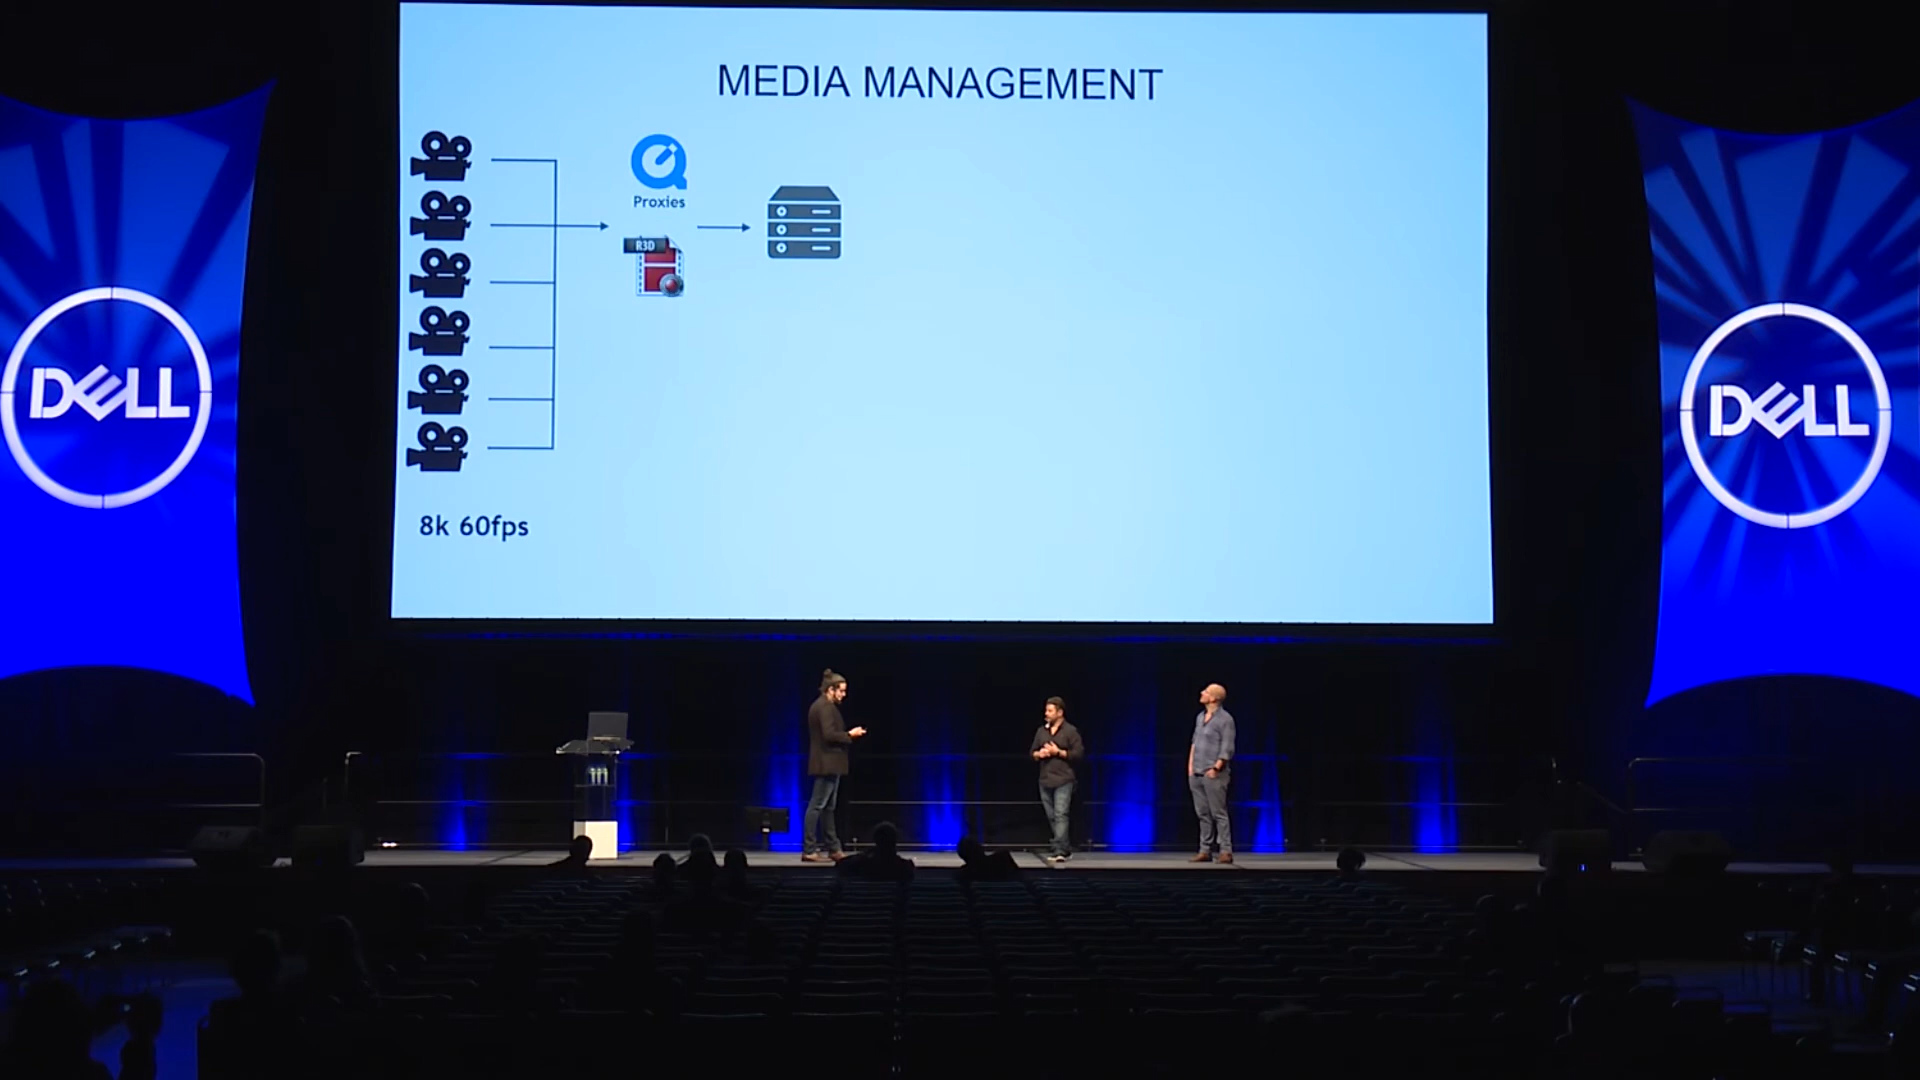 MEDIA MANAGEMENT
Proxies
R3D
8k 60fps
DELL
DELL